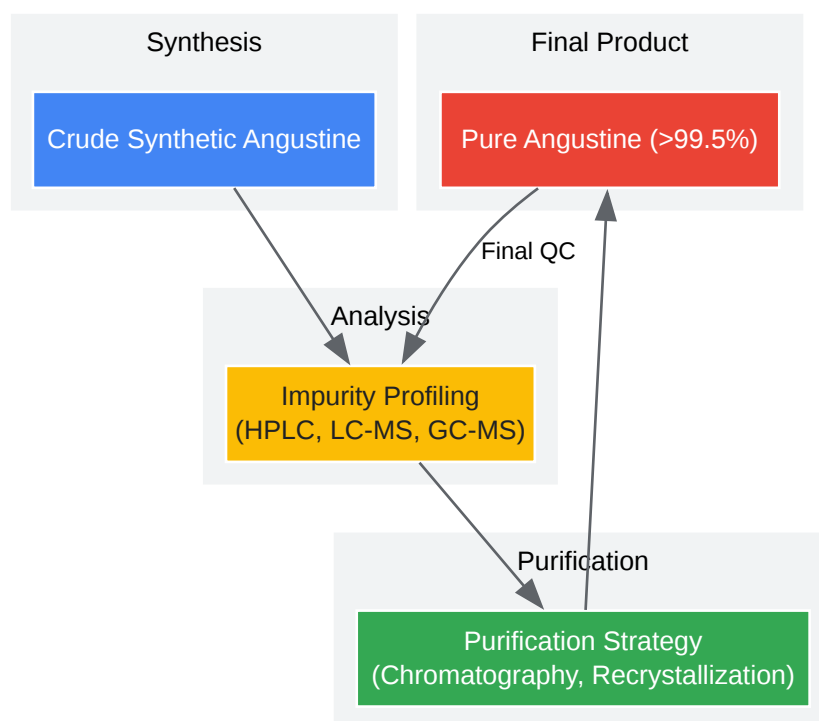 Synthesis
Final Product
Crude Synthetic Angustine
Pure Angustine (>99.5%)
Final QC
Analysis
Impurity Profiling
(HPLC, LC-MS, GC-MS)
Purification
Purification Strategy
(Chromatography, Recrystallization)